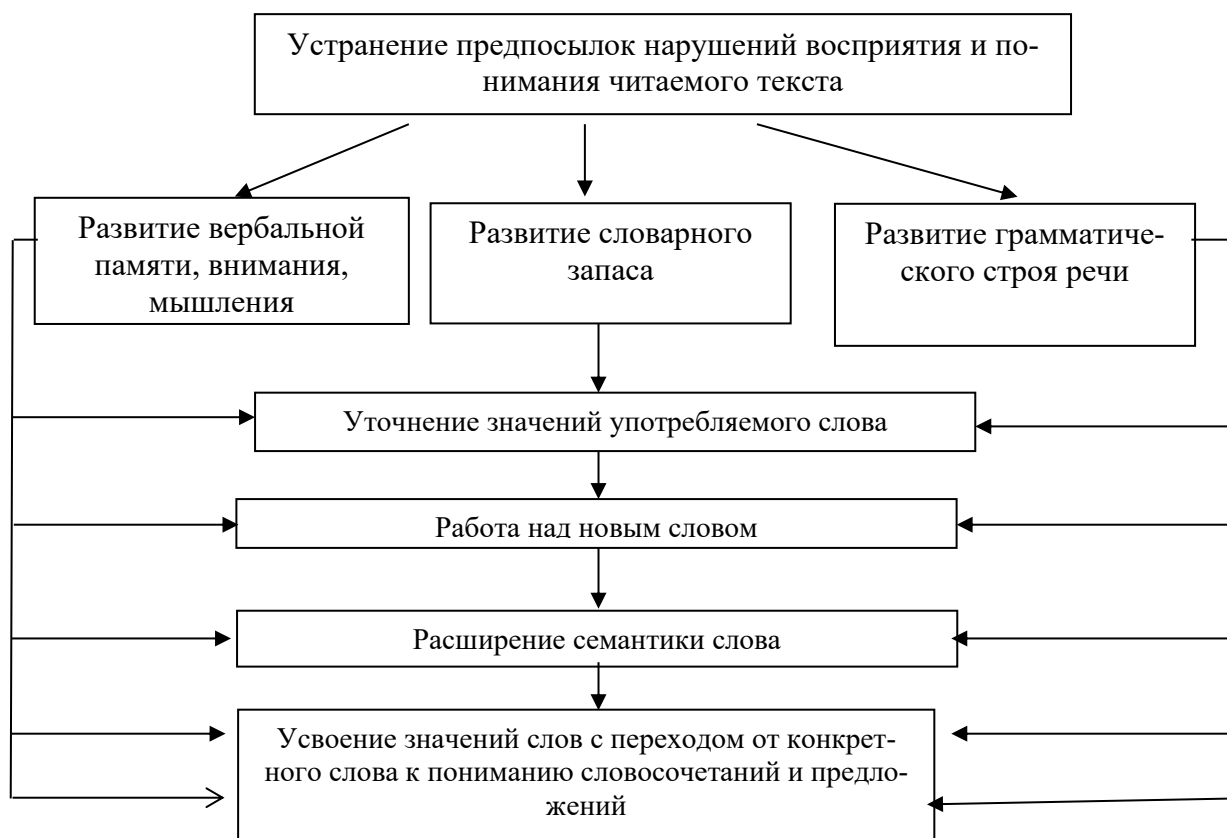 Устранение предпосылок нарушений восприятия и по-
нимания читаемого текста
Развитие вербальной
памяти, внимания,
мышления
Развитие словарного
запаса
Развитие грамматиче-
ского строя речи
Уточнение значений употребляемого слова
Работа над новым словом
Расширение семантики слова
Усвоение значений слов с переходом от конкрет-
ного слова к пониманию словосочетаний и предло-
жений